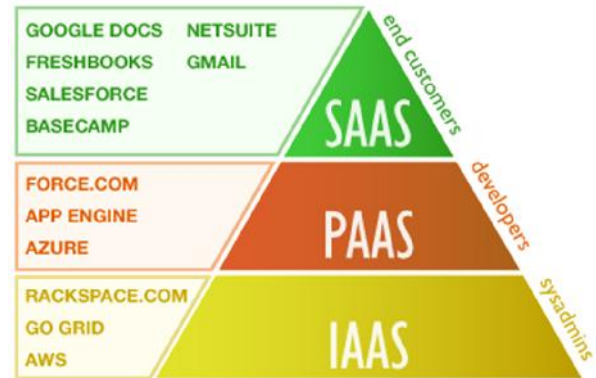 GOOGLE DOCS NETSUITE
FRESHBOOKS GMAIL
SALESFORCE
BASECAMP
SAAS
end customers
FORCE.COM
APP ENGINE
AZURE
PAAS
developers
RACKSPACE.COM
GO GRID
AWS
IAAS
sysadmins